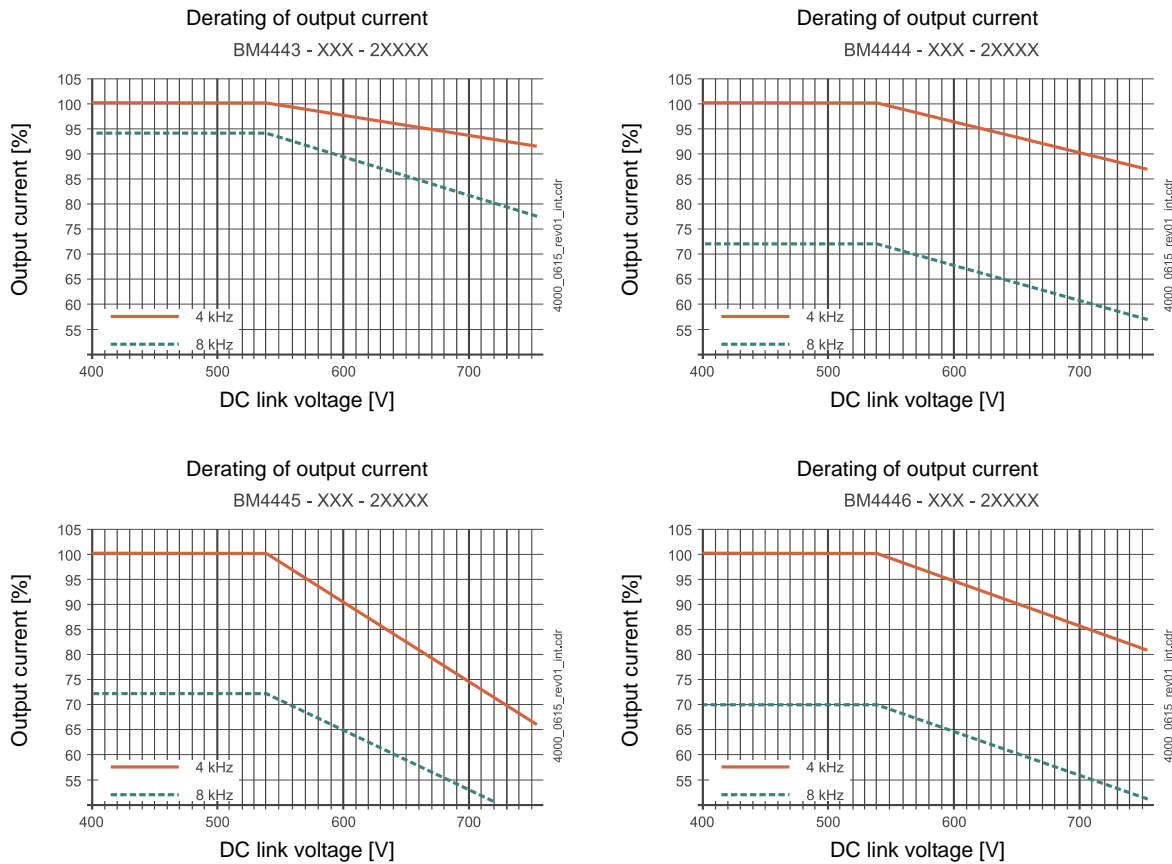 Derating of output current
BM4443 - XXX - 2XXXX
Output current [%]
105
100
95
90
85
80
75
70
65
60
55
4 kHz
8 kHz
400
500
600
700
DC link voltage [V]
4000_0615_rev01_int.cdr
Derating of output current
BM4444 - XXX - 2XXXX
Output current [%]
105
100
95
90
85
80
75
70
65
60
55
4 kHz
8 kHz
400
500
600
700
DC link voltage [V]
4000_0615_rev01_int.cdr
Derating of output current
BM4445 - XXX - 2XXXX
Output current [%]
105
100
95
90
85
80
75
70
65
60
55
4 kHz
8 kHz
400
500
600
700
DC link voltage [V]
4000_0615_rev01_int.cdr
Derating of output current
BM4446 - XXX - 2XXXX
Output current [%]
105
100
95
90
85
80
75
70
65
60
55
4 kHz
8 kHz
400
500
600
700
DC link voltage [V]
4000_0615_rev01_int.cdr